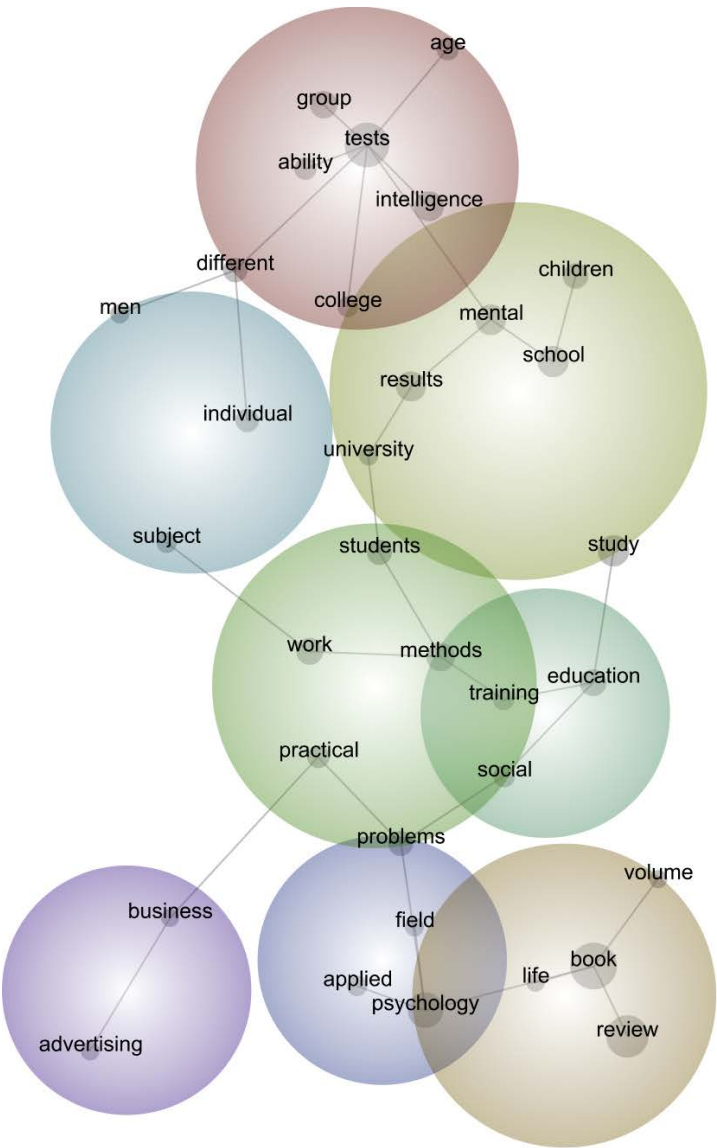 age
group
tests
ability
intelligence
different
children
men
college
mental
school
results
individual
university
subject
students
study
work
methods
education
training
practical
social
problems
volume
business
field
book
applied
life
psychology
review
advertising